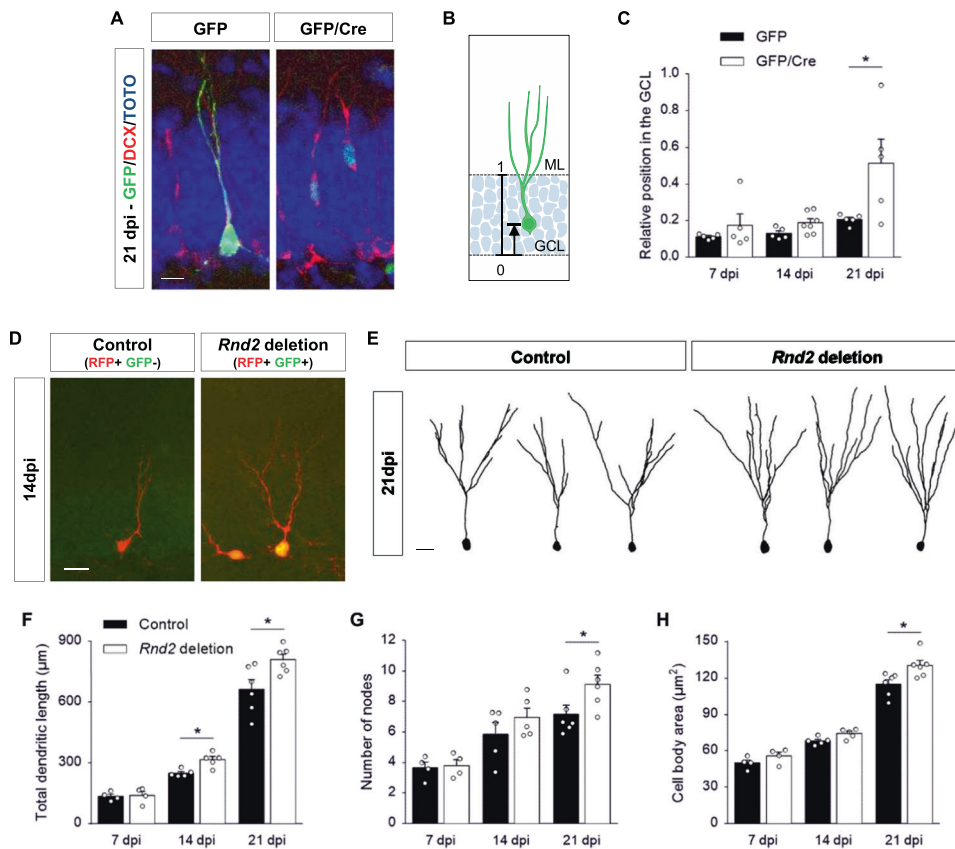 A
GFP
GFP/Cre
21 dpi - GFP/DCX/TOTO
B
1
ML
GCL
0
C
GFP
GFP/Cre
Relative position in the GCL
1.0
0.8
0.6
0.4
0.2
0.0
*
7 dpi
14 dpi
21 dpi
D
Control
(RFP+ GFP-)
Rnd2 deletion
(RFP+ GFP+)
14dpi
E
Control
Rnd2 deletion
21dpi
F
Control
Rnd2 deletion
Total dendritic length (µm)
900
600
300
0
*
*
7 dpi
14 dpi
21 dpi
G
Number of nodes
12
10
8
6
4
2
0
*
7 dpi
14 dpi
21 dpi
H
Cell body area (µm²)
150
120
90
60
30
0
*
7 dpi
14 dpi
21 dpi